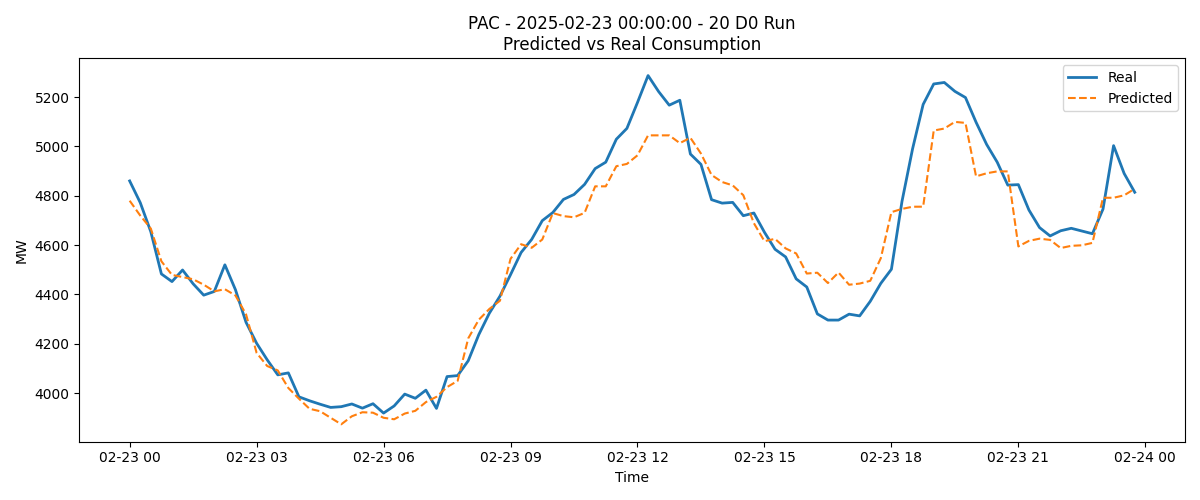 PAC - 2025-02-23 00:00:00 - 20 D0 Run
Predicted vs Real Consumption
Real
Predicted
MW
5200
5000
4800
4600
4400
4200
4000
02-23 00
02-23 03
02-23 06
02-23 09
02-23 12
02-23 15
02-23 18
02-23 21
02-24 00
Time